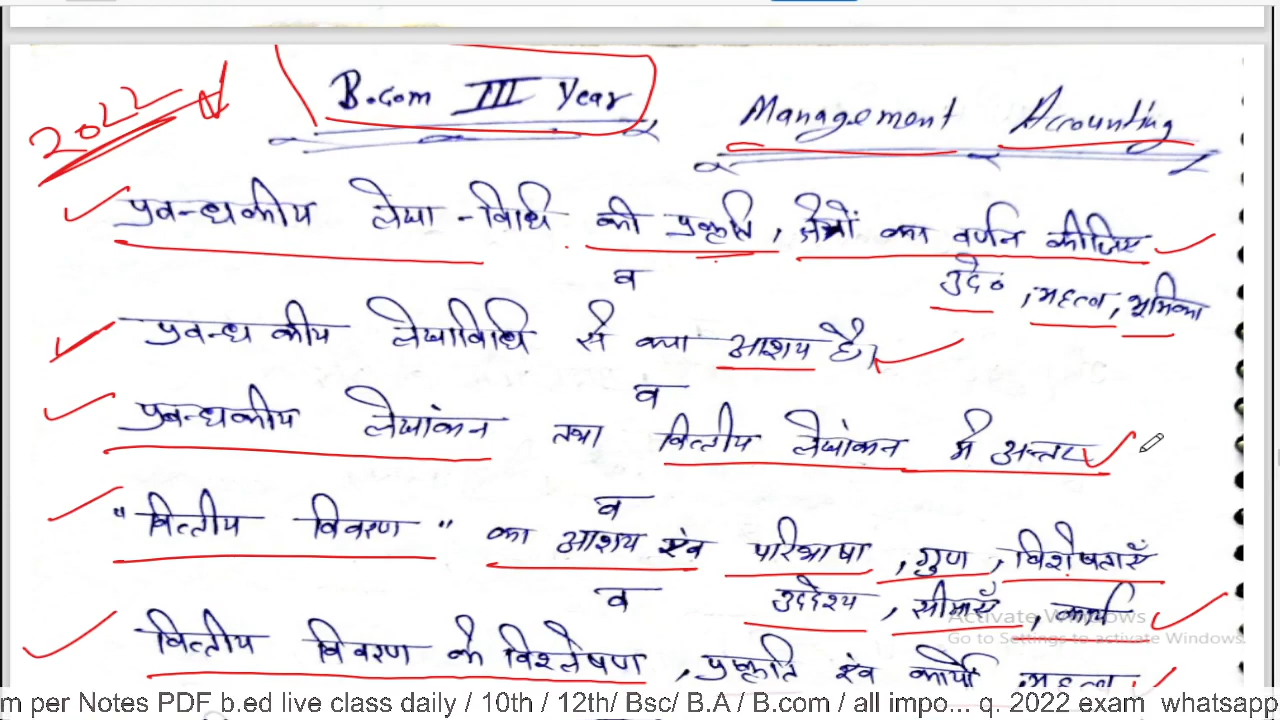 2022
B.Com III Year
Management Accounting
प्रबन्धकीय लेखा-विधि की प्रकृति, क्षेत्रों का वर्णन कीजिए
व उद्दे०, महत्व, भूमिका
प्रबन्धकीय लेखाविधि से क्या आशय है।
व
प्रबन्धकीय लेखांकन तथा वित्तीय लेखांकन में अन्तर
व
"वित्तीय विवरण" का आशय एंव परिभाषा, गुण, विशेषताएँ
व उद्देश्य, सीमाएँ, कार्य
वित्तीय विवरण के विश्लेषण, प्रकृति एंव कार्यो महत्व
Activate Windows
Go to Settings to activate Windows.
m per Notes PDF b.ed live class daily / 10th / 12th/ Bsc/ B.A / B.com / all impo... q. 2022 exam whatsapp